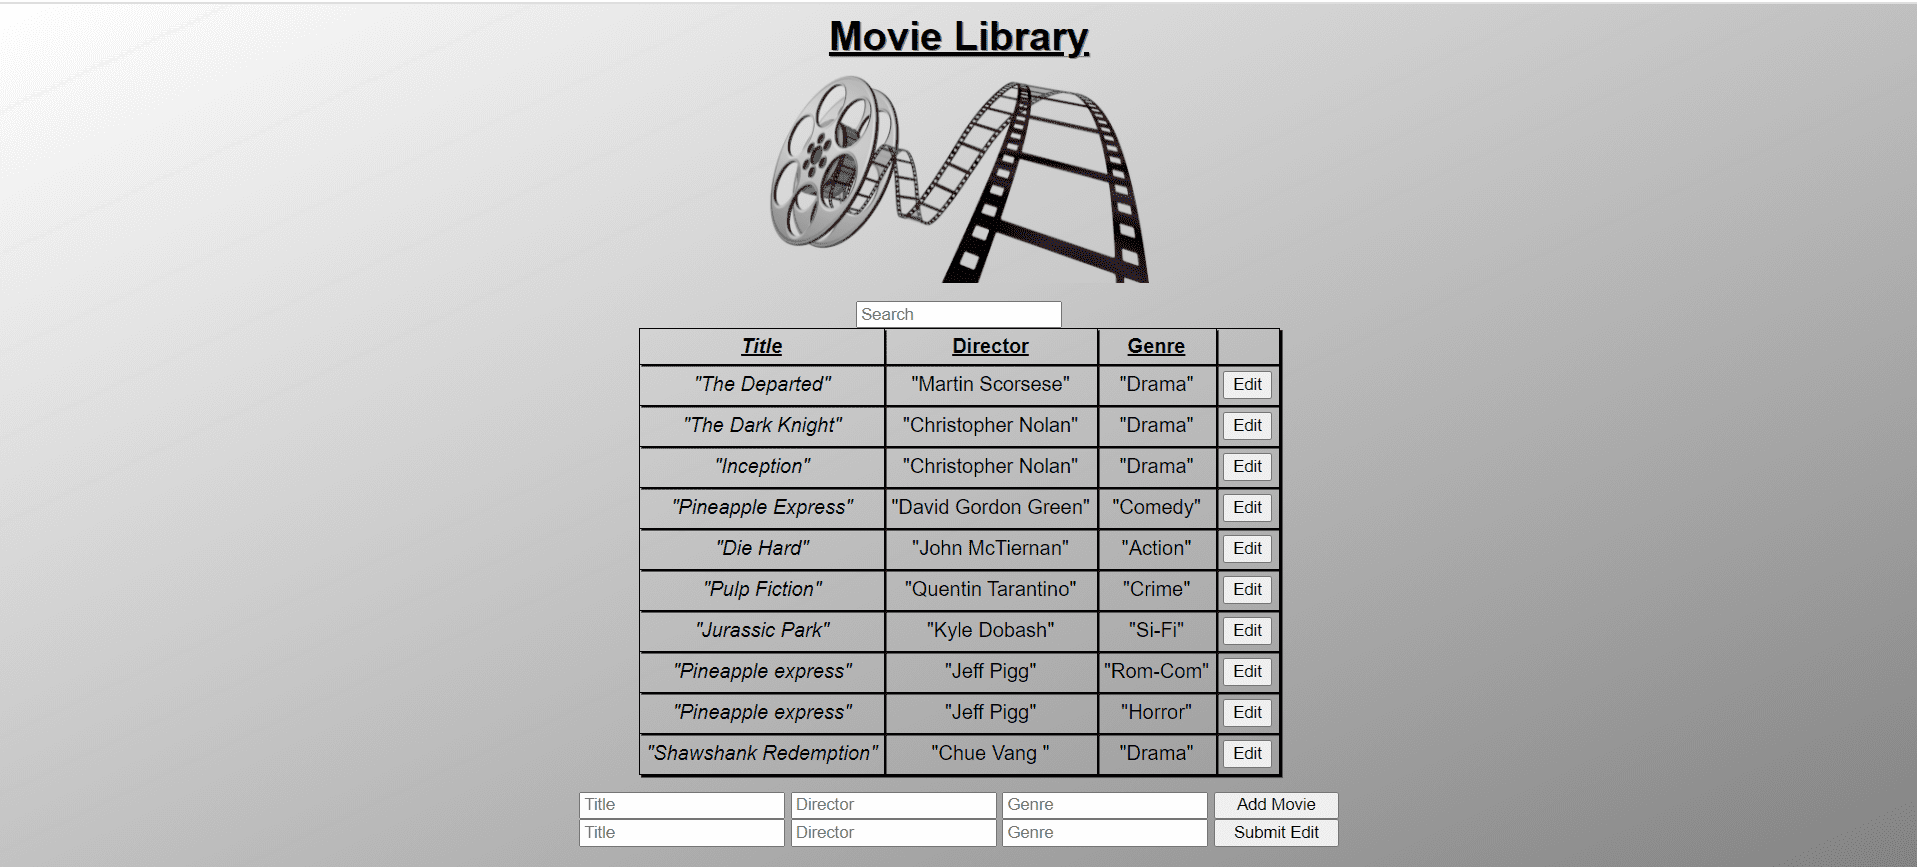 Movie Library
Search
Title Director Genre
"The Departed" "Martin Scorsese" "Drama" Edit
"The Dark Knight" "Christopher Nolan" "Drama" Edit
"Inception" "Christopher Nolan" "Drama" Edit
"Pineapple Express" "David Gordon Green" "Comedy" Edit
"Die Hard" "John McTiernan" "Action" Edit
"Pulp Fiction" "Quentin Tarantino" "Crime" Edit
"Jurassic Park" "Kyle Dobash" "Si-Fi" Edit
"Pineapple express" "Jeff Pigg" "Rom-Com" Edit
"Pineapple express" "Jeff Pigg" "Horror" Edit
"Shawshank Redemption" "Chue Vang " "Drama" Edit
Title Director Genre Add Movie
Title Director Genre Submit Edit